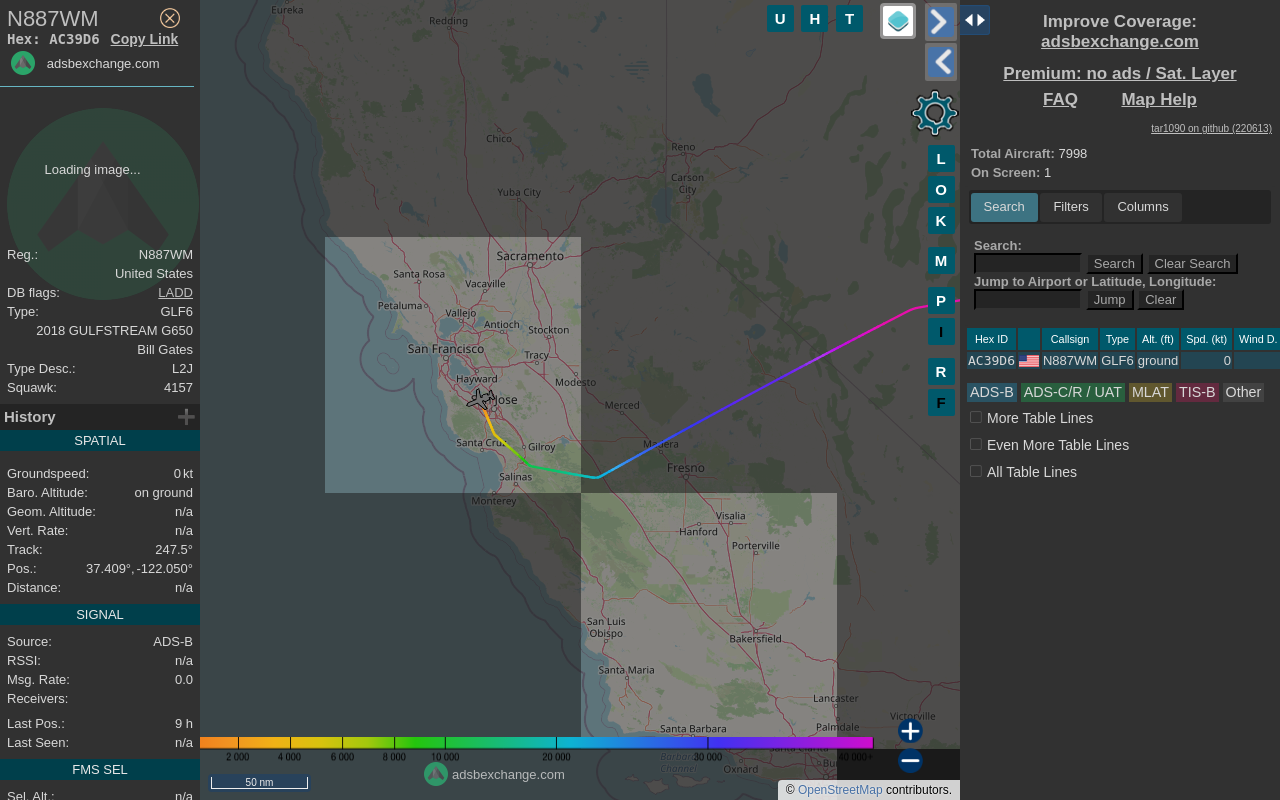 N887WM
Hex: AC39D6 Copy Link
adsbexchange.com
Loading image...
Reg.: N887WM
United States
DB flags: LADD
Type: GLF6
2018 GULFSTREAM G650
Bill Gates
Type Desc.: L2J
Squawk: 4157
History
SPATIAL
Groundspeed: 0 kt
Baro. Altitude: on ground
Geom. Altitude: n/a
Vert. Rate: n/a
Track: 247.5°
Pos.: 37.409°, -122.050°
Distance: n/a
SIGNAL
Source: ADS-B
RSSI: n/a
Msg. Rate: 0.0
Receivers:
Last Pos.: 9 h
Last Seen: n/a
FMS SEL
Sel. Alt.: n/a
Eureka
Redding
Chico
Reno
Carson
City
Yuba City
Sacramento
Santa Rosa
Vacaville
Petaluma
Vallejo
Antioch
Stockton
San Francisco
Tracy
Hayward
Modesto
Jose
Merced
Santa Cruz
Gilroy
Madera
Salinas
Fresno
Monterey
Visalia
Hanford
Porterville
San Luis
Obispo
Bakersfield
Santa Maria
Lancaster
Palmdale
Victorville
Santa Barbara
Channel
Oxnard
2 000 4 000 6 000 8 000 10 000 20 000 30 000 40 000+
50 nm
adsbexchange.com
© OpenStreetMap contributors.
U H T
L
O
K
M
P
I
R
F
Improve Coverage:
adsbexchange.com
Premium: no ads / Sat. Layer
FAQ Map Help
tar1090 on github (220613)
Total Aircraft: 7998
On Screen: 1
Search Filters Columns
Search:
Search Clear Search
Jump to Airport or Latitude, Longitude:
Jump Clear
Hex ID Callsign Type Alt. (ft) Spd. (kt) Wind D.
AC39D6 N887WM GLF6 ground 0
ADS-B ADS-C/R / UAT MLAT TIS-B Other
More Table Lines
Even More Table Lines
All Table Lines